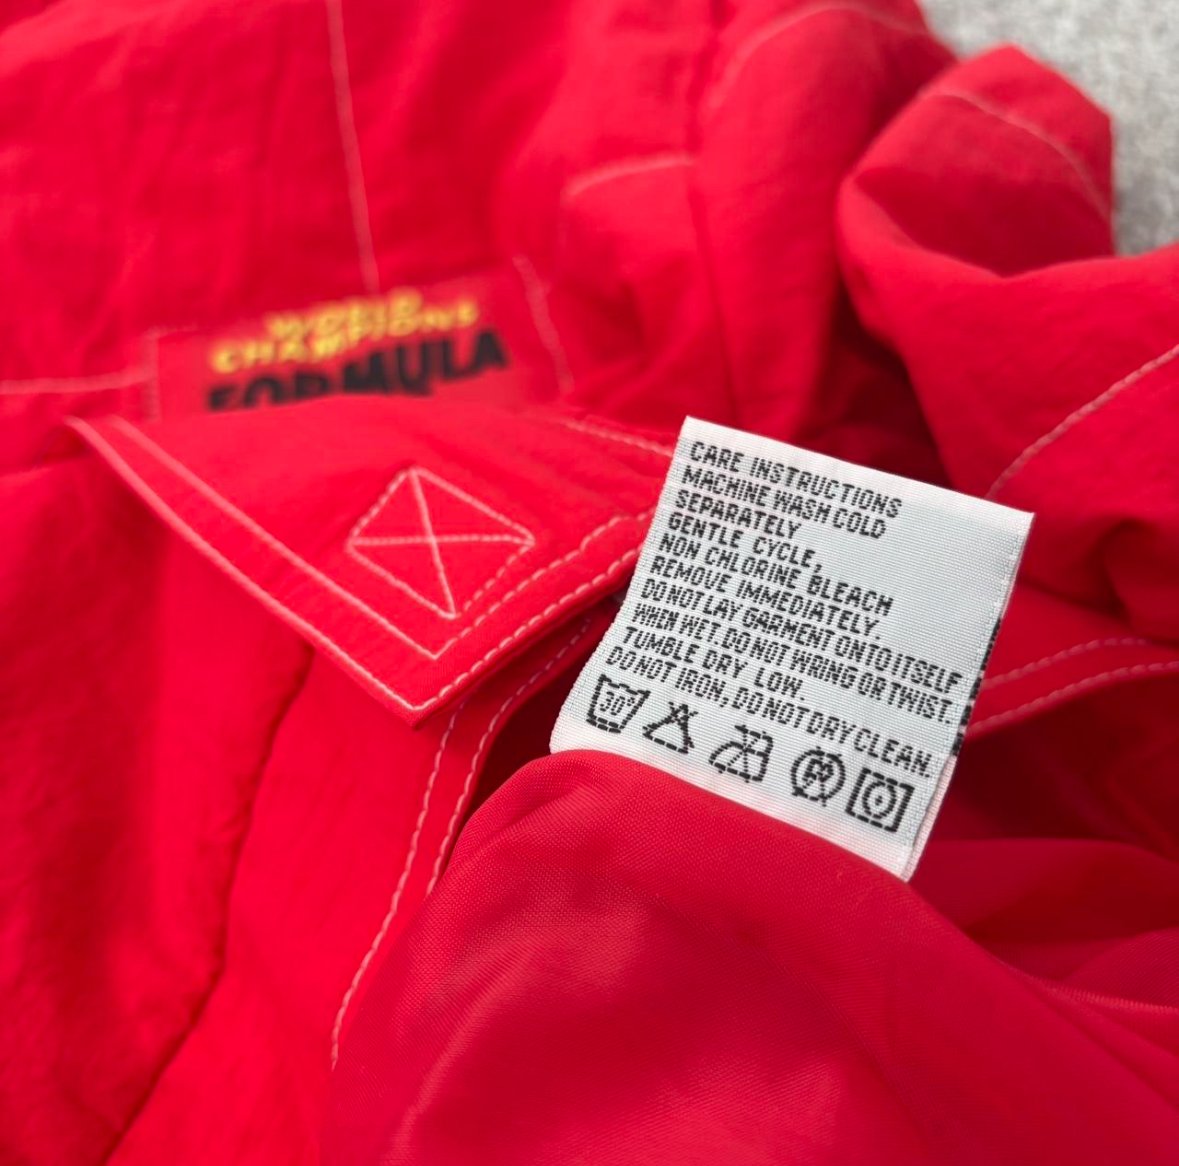 WORLD
CHAMPIONS
FORMULA
CARE INSTRUCTIONS
MACHINE WASH COLD
SEPARATELY
GENTLE CYCLE,
NON CHLORINE BLEACH
REMOVE IMMEDIATELY.
DO NOT LAY GARMENT ONTO ITSELF
WHEN WET. DO NOT WRING OR TWIST.
TUMBLE DRY, LOW.
DO NOT IRON, DO NOT DRY CLEAN.
30°